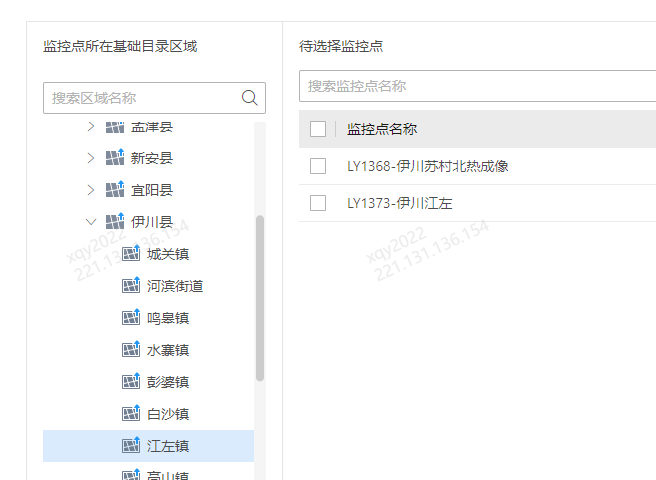 监控点所在基础目录区域
搜索区域名称
孟津县
新安县
宜阳县
伊川县
城关镇
河滨街道
鸣皋镇
水寨镇
彭婆镇
白沙镇
江左镇
高山镇
待选择监控点
搜索监控点名称
监控点名称
LY1368-伊川苏村北热成像
LY1373-伊川江左
xqy2022
221.131.136.154
xqy2022
221.131.136.154